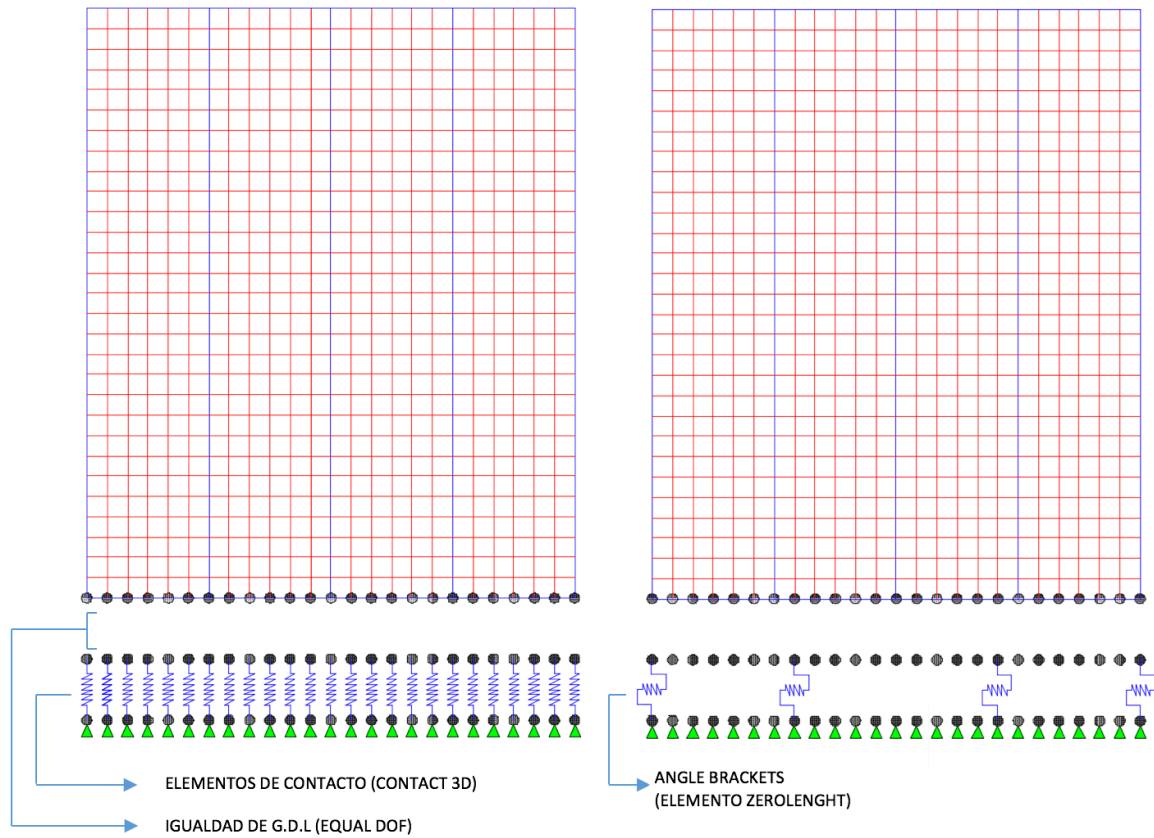 ELEMENTOS DE CONTACTO (CONTACT 3D)
IGUALDAD DE G.D.L (EQUAL DOF)
ANGLE BRACKETS
(ELEMENTO ZEROLENGHT)